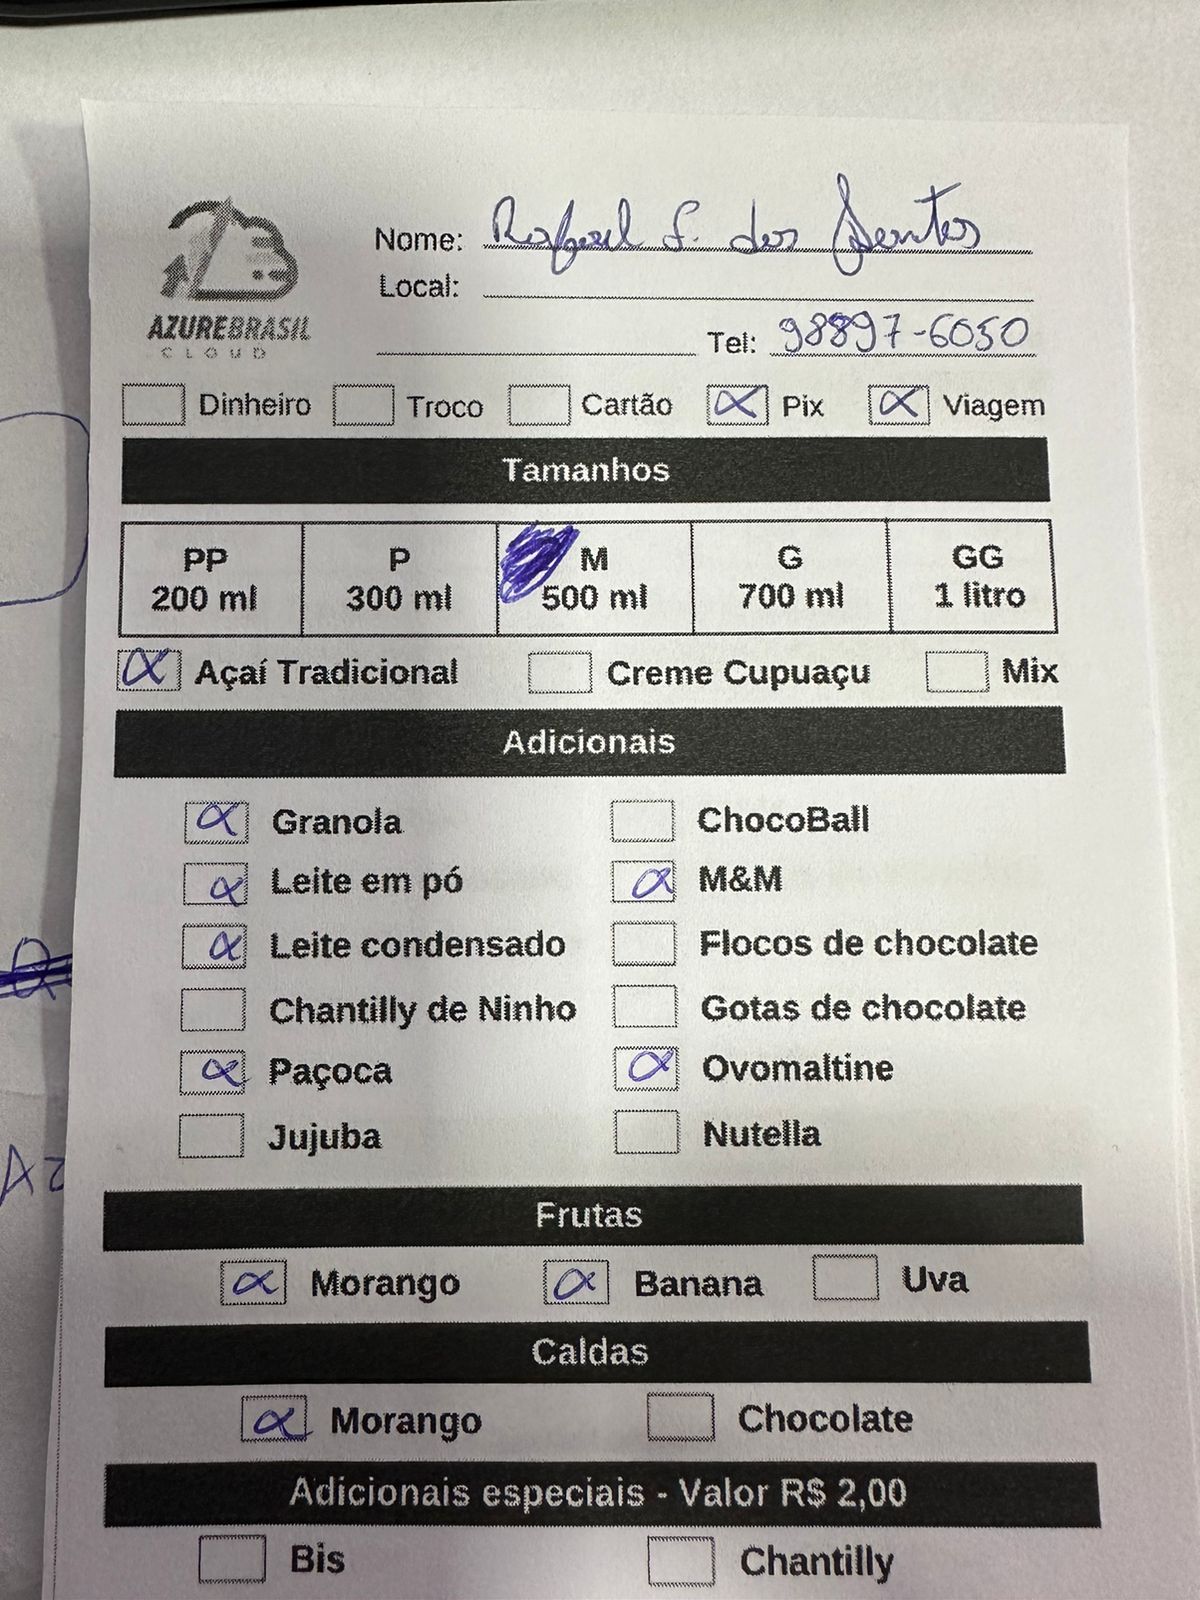 Nome: Rafael S. dos Santos
Local:
AZUREBRASIL
CLOUD
Tel: 98897-6050
Dinheiro Troco Cartão Pix Viagem
Tamanhos
PP P M G GG
200 ml 300 ml 500 ml 700 ml 1 litro
Açaí Tradicional Creme Cupuaçu Mix
Adicionais
Granola ChocoBall
Leite em pó M&M
Leite condensado Flocos de chocolate
Chantilly de Ninho Gotas de chocolate
Paçoca Ovomaltine
Jujuba Nutella
Frutas
Morango Banana Uva
Caldas
Morango Chocolate
Adicionais especiais - Valor R$ 2,00
Bis Chantilly